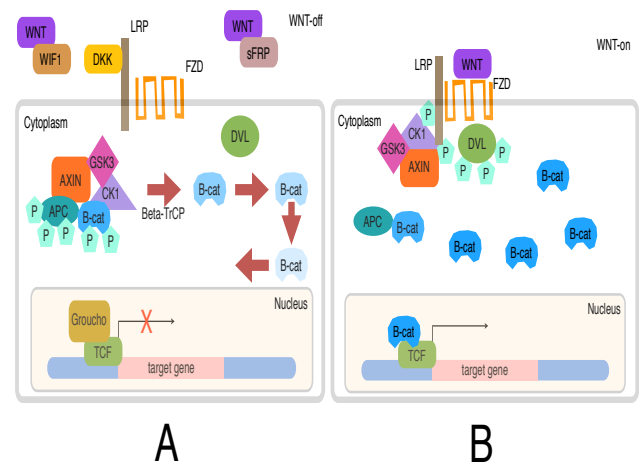 WNT
WIF1
DKK
LRP
FZD
WNT
sFRP
WNT-off
Cytoplasm
DVL
AXIN
GSK3
CK1
APC
B-cat
P
P
P
P
P
Beta-TrCP
B-cat
B-cat
B-cat
Nucleus
Groucho
X
TCF
target gene
A
WNT-on
LRP
WNT
FZD
Cytoplasm
P
CK1
GSK3
AXIN
P
DVL
P
P
P
B-cat
APC
B-cat
B-cat
B-cat
B-cat
Nucleus
B-cat
TCF
target gene
B